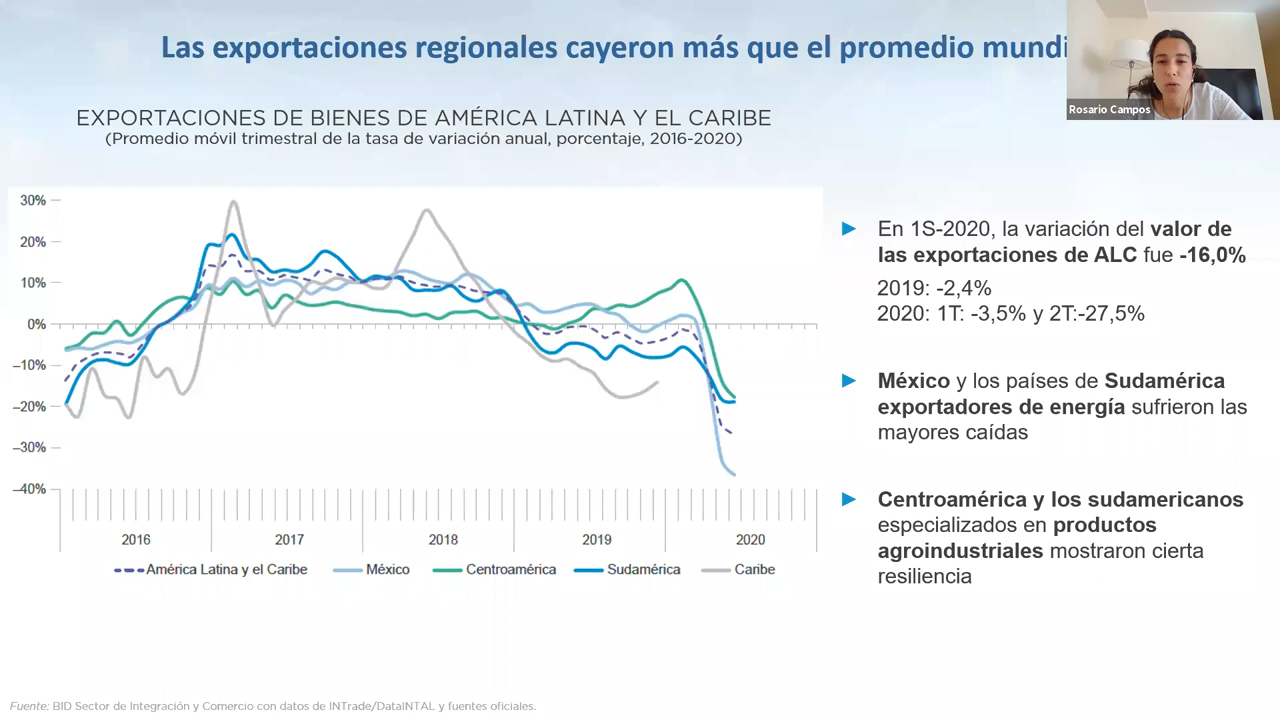 Las exportaciones regionales cayeron más que el promedio
Rosario Campos
EXPORTACIONES DE BIENES DE AMÉRICA LATINA Y EL CARIBE
(Promedio móvil trimestral de la tasa de variación anual, porcentaje, 2016-2020)
30%
20%
10%
0%
–10%
–20%
–30%
–40%
2016 2017 2018 2019 2020
América Latina y el Caribe México Centroamérica Sudamérica Caribe
En 1S-2020, la variación del valor de
las exportaciones de ALC fue -16,0%
2019: -2,4%
2020: 1T: -3,5% y 2T:-27,5%
México y los países de Sudamérica
exportadores de energía sufrieron las
mayores caídas
Centroamérica y los sudamericanos
especializados en productos
agroindustriales mostraron cierta
resiliencia
Fuente: BID Sector de Integración y Comercio con datos de INTrade/DataINTAL y fuentes oficiales.